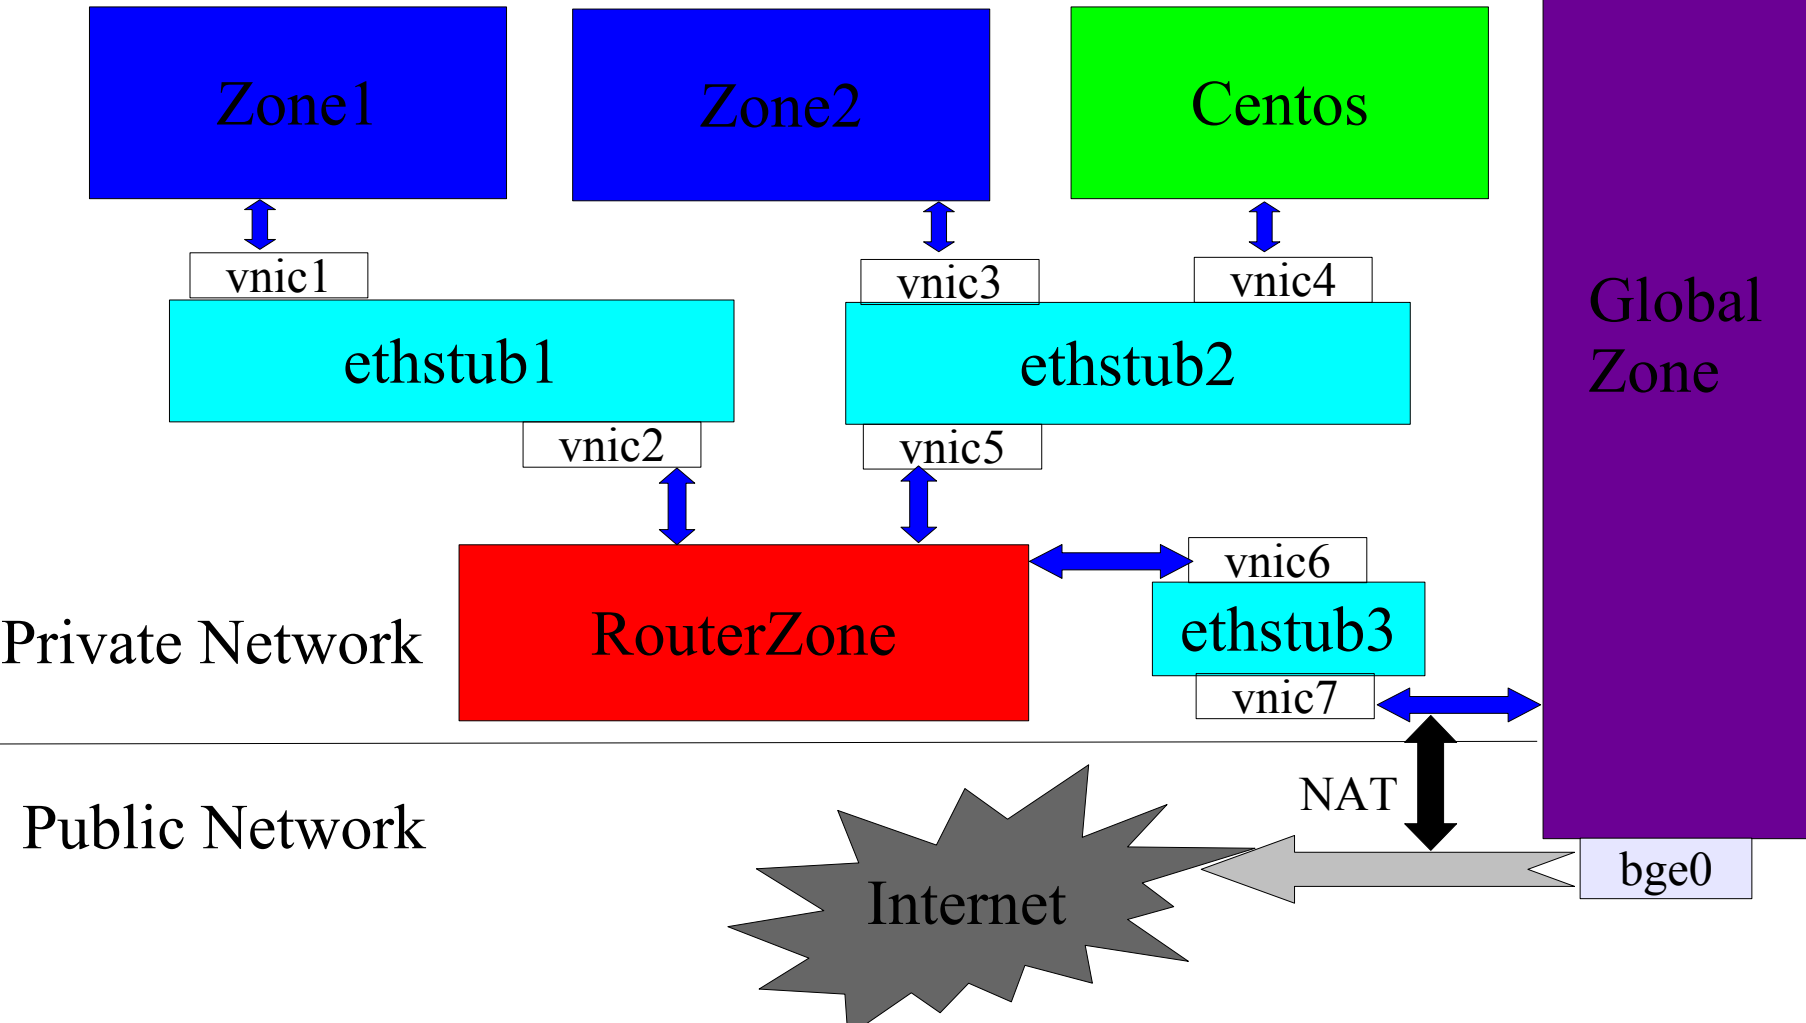 Zone1
Zone2
Centos
vnic1
vnic3
vnic4
Global
Zone
ethstub1
ethstub2
vnic2
vnic5
vnic6
RouterZone
ethstub3
Private Network
vnic7
NAT
Public Network
bge0
Internet